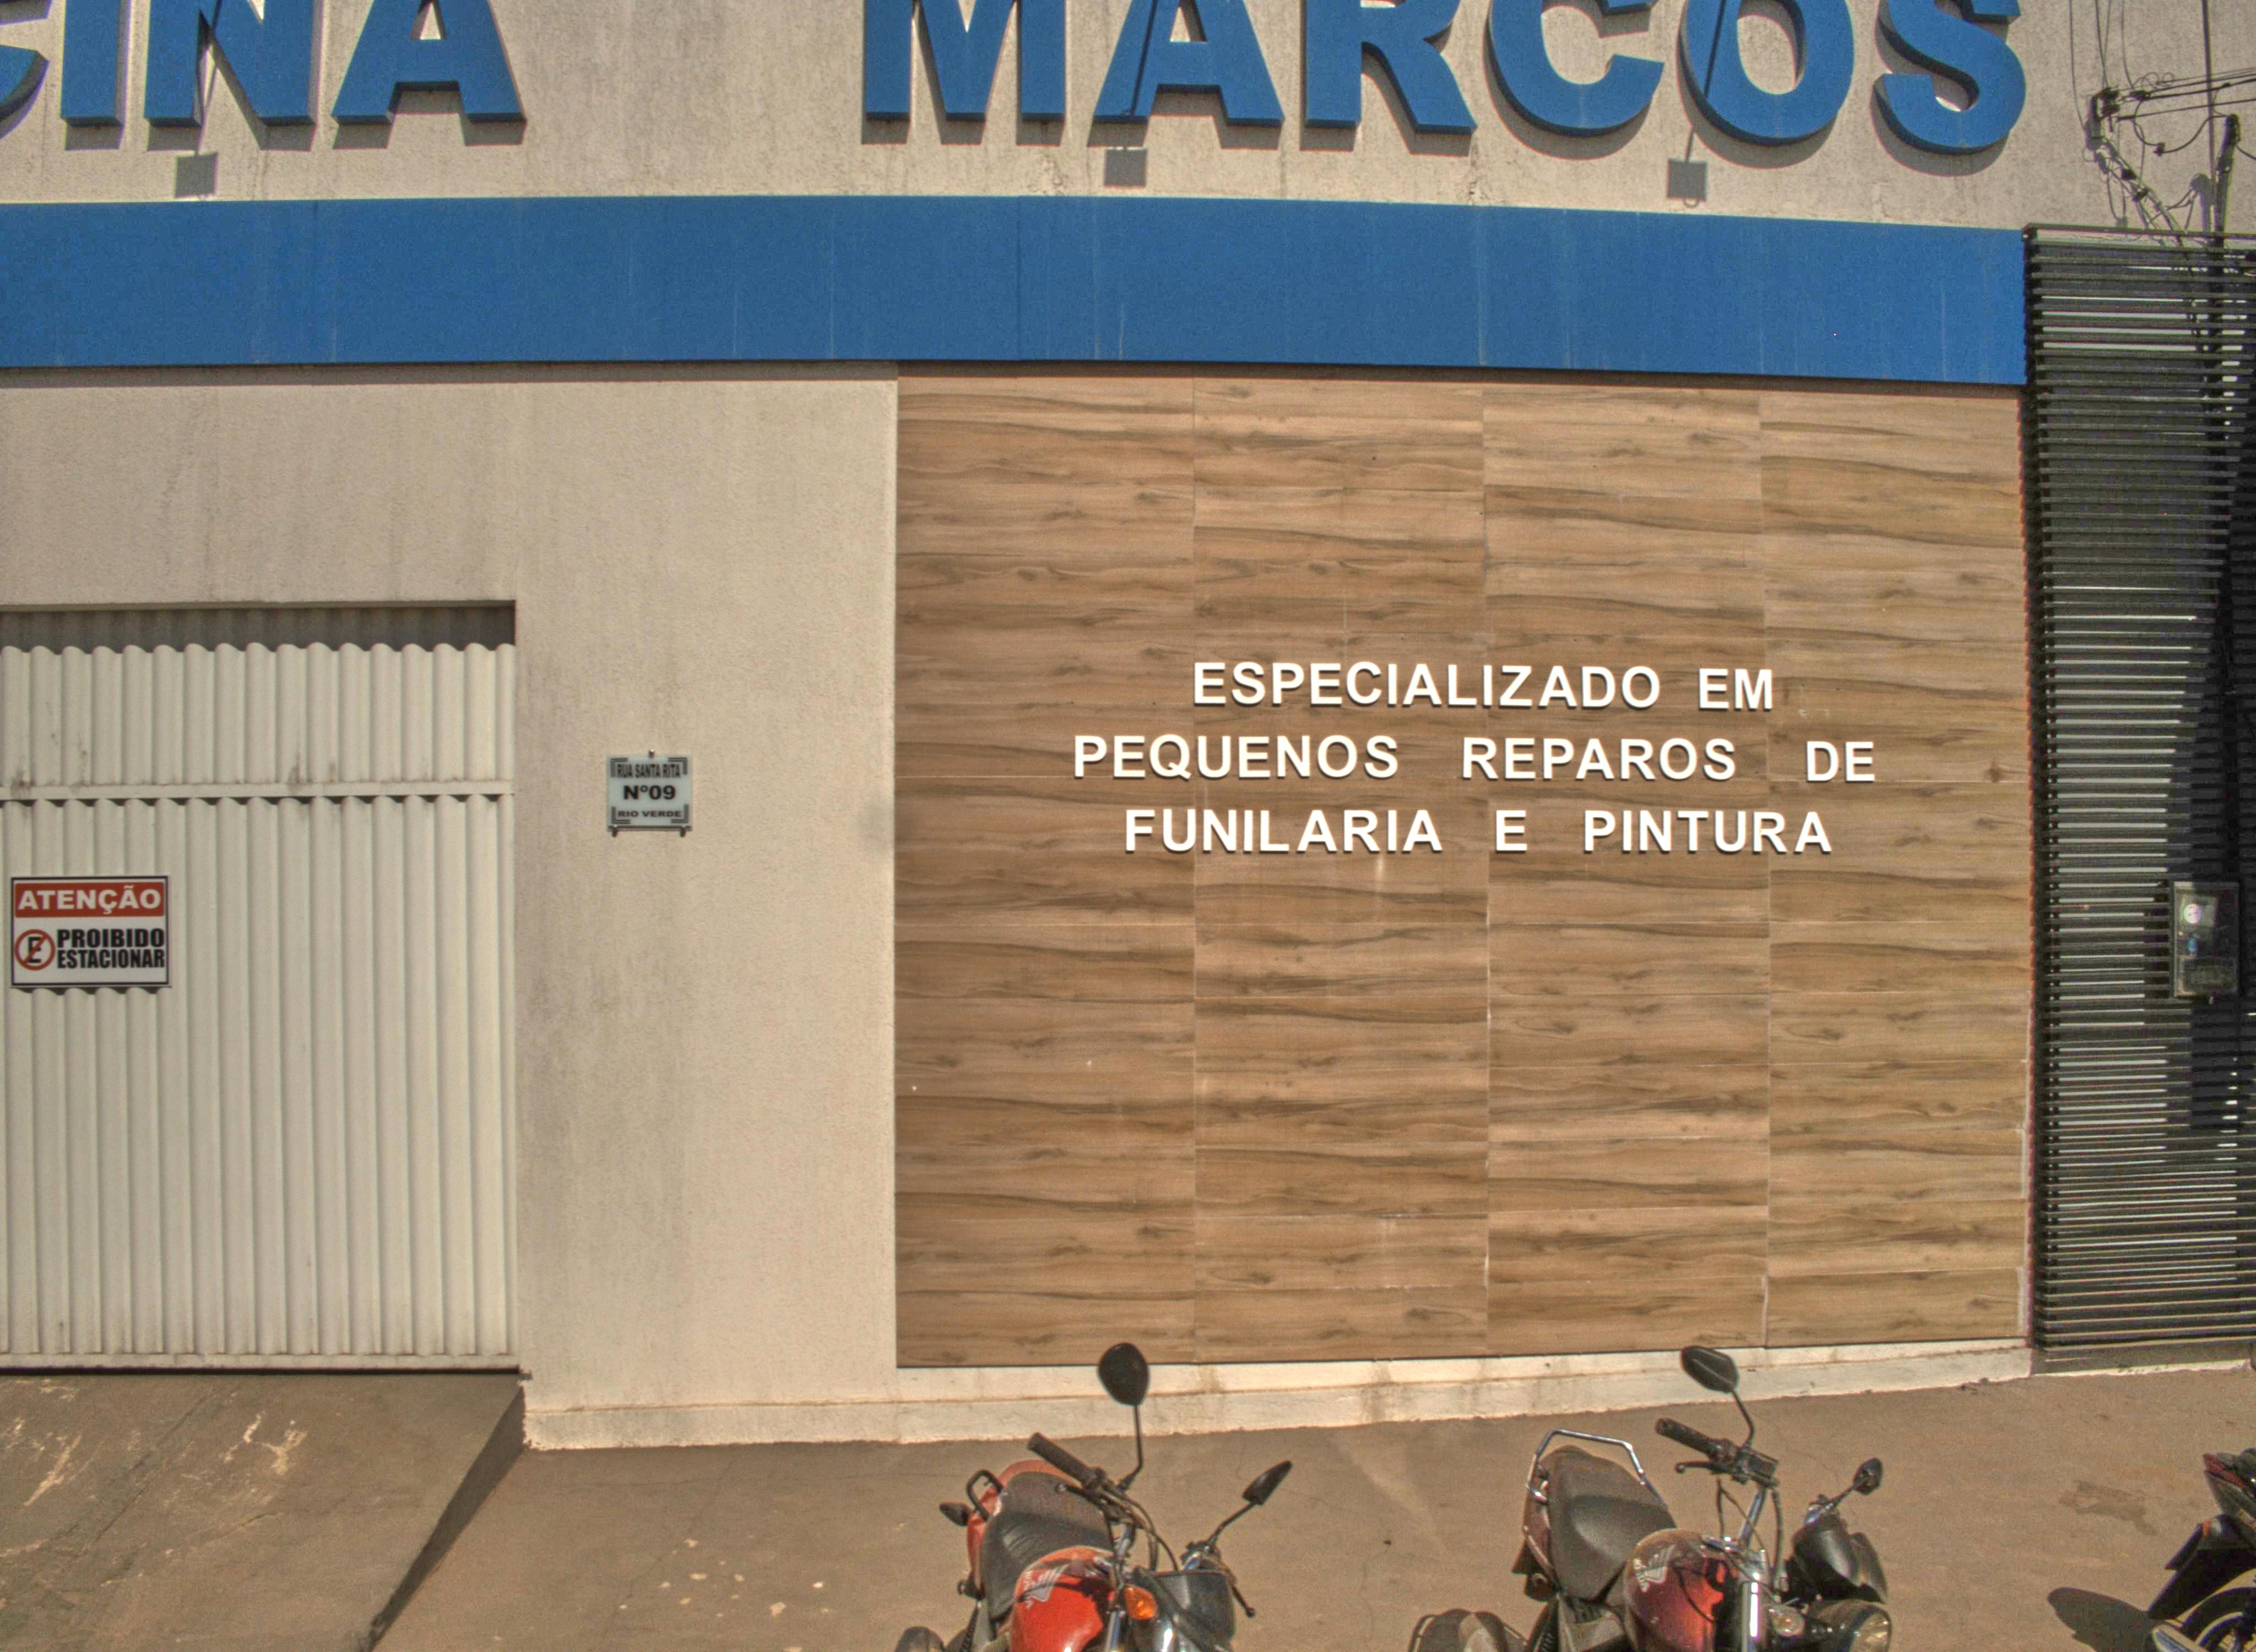 CINA MARCOS
ESPECIALIZADO EM
PEQUENOS REPAROS DE
FUNILARIA E PINTURA
RUA SANTA RITA
Nº09
RIO VERDE
ATENÇÃO
E PROIBIDO
ESTACIONAR